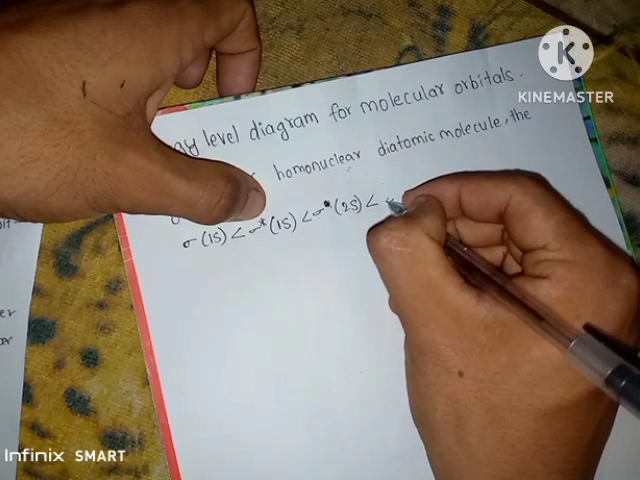 level diagram for molecular orbitals.
homonuclear diatomic molecule, the
σ (1S) < σ* (1S) < σ* (2S) <
KINEMASTER
Infinix SMART